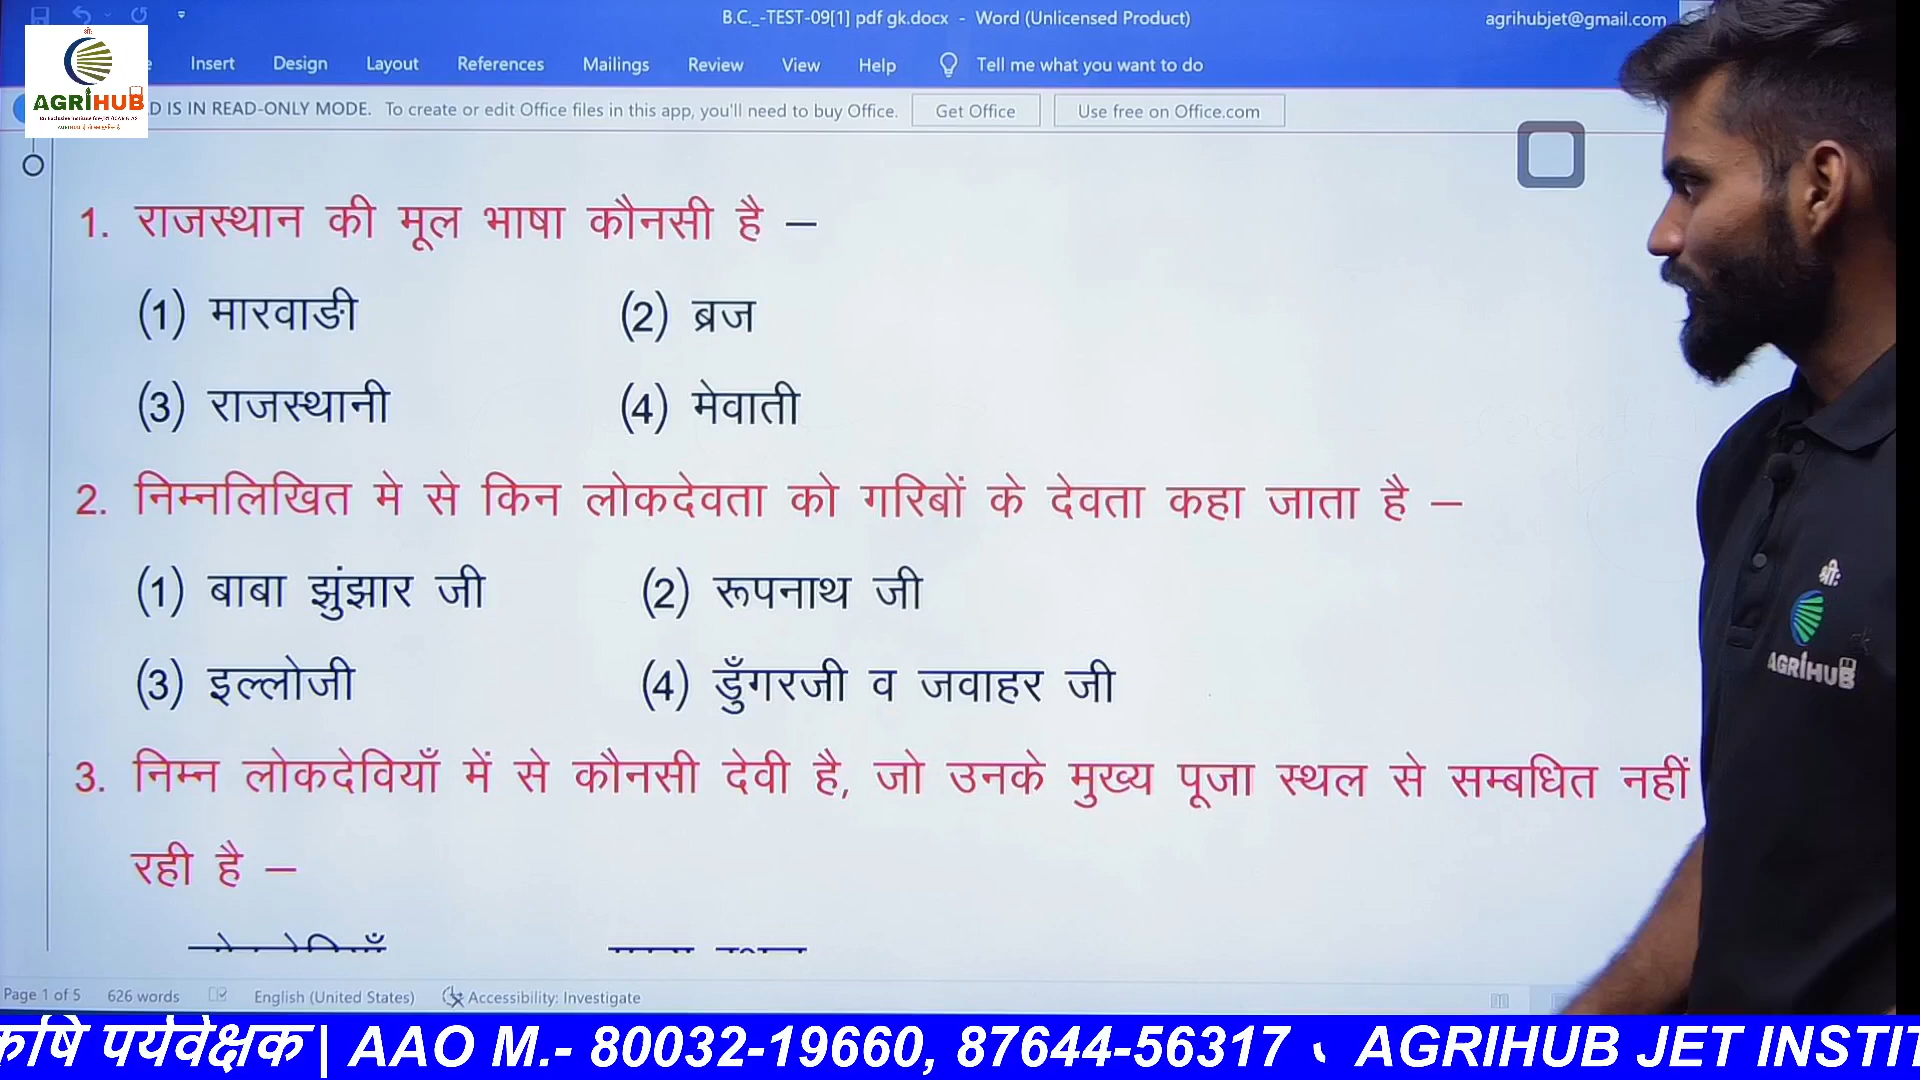 B.C._-TEST-09[1] pdf gk.docx - Word (Unlicensed Product)
agrihubjet@gmail.com
Insert Design Layout References Mailings Review View Help Tell me what you want to do
श्रीः
AGRIHUB
D IS IN READ-ONLY MODE. To create or edit Office files in this app, you'll need to buy Office. Get Office Use free on Office.com
1. राजस्थान की मूल भाषा कौनसी है –
(1) मारवाङी (2) ब्रज
(3) राजस्थानी (4) मेवाती
2. निम्नलिखित मे से किन लोकदेवता को गरिबों के देवता कहा जाता है –
(1) बाबा झुंझार जी (2) रूपनाथ जी
(3) इल्लोजी (4) डुँगरजी व जवाहर जी
3. निम्न लोकदेवियाँ में से कौनसी देवी है, जो उनके मुख्य पूजा स्थल से सम्बधित नहीं
रही है –
श्रीः
AGRIHUB
Page 1 of 5 626 words English (United States) Accessibility: Investigate
कृषि पर्यवेक्षक | AAO M.- 80032-19660, 87644-56317 AGRIHUB JET INSTIT